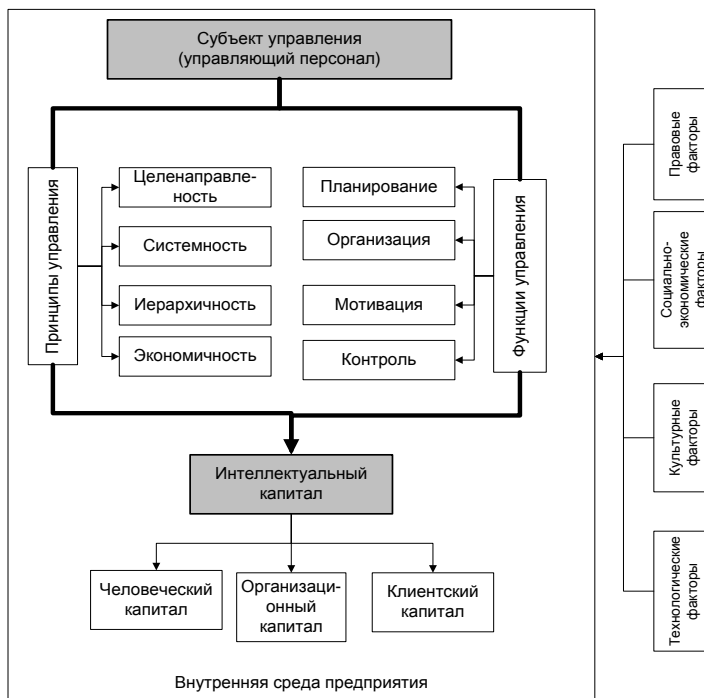 Субъект управления
(управляющий персонал)
Принципы управления
Целенаправле-
ность
Системность
Иерархичность
Экономичность
Планирование
Организация
Мотивация
Контроль
Функции управления
Интеллектуальный
капитал
Человеческий
капитал
Организаци-
онный
капитал
Клиентский
капитал
Внутренняя среда предприятия
Правовые
факторы
Социально-
экономические
факторы
Культурные
факторы
Технологические
факторы